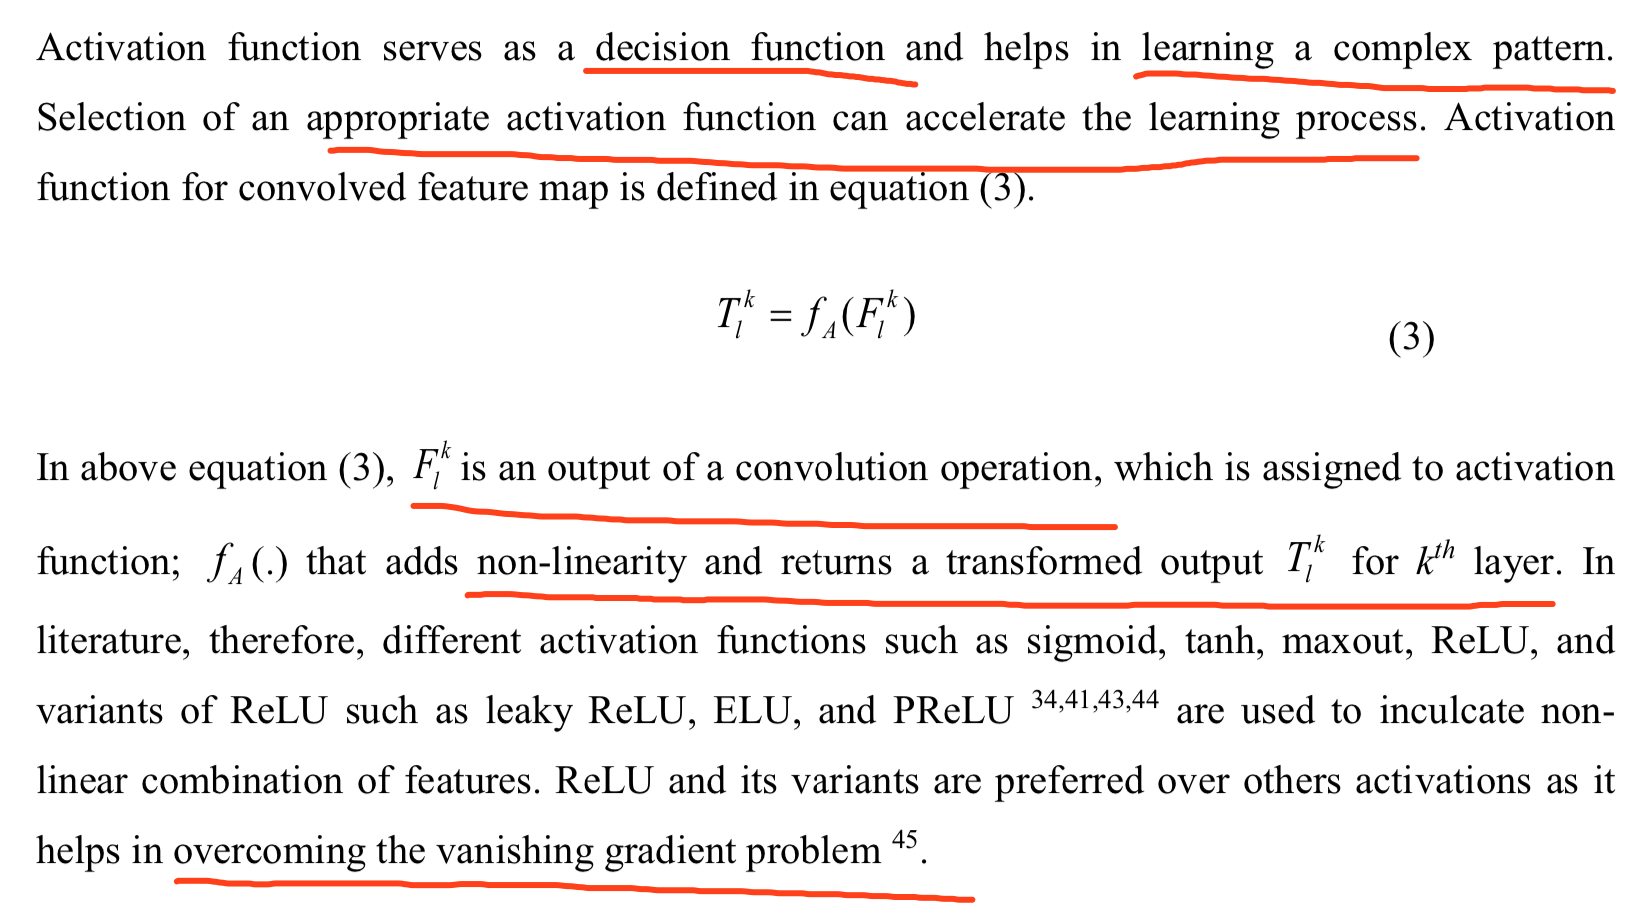 Activation function serves as a decision function and helps in learning a complex pattern.
Selection of an appropriate activation function can accelerate the learning process. Activation
function for convolved feature map is defined in equation (3).
T_l^k = f_A(F_l^k)
(3)
In above equation (3), F_l^k is an output of a convolution operation, which is assigned to activation
function; f_A(.) that adds non-linearity and returns a transformed output T_l^k for k^th layer. In
literature, therefore, different activation functions such as sigmoid, tanh, maxout, ReLU, and
variants of ReLU such as leaky ReLU, ELU, and PReLU 34,41,43,44 are used to inculcate non-
linear combination of features. ReLU and its variants are preferred over others activations as it
helps in overcoming the vanishing gradient problem 45.